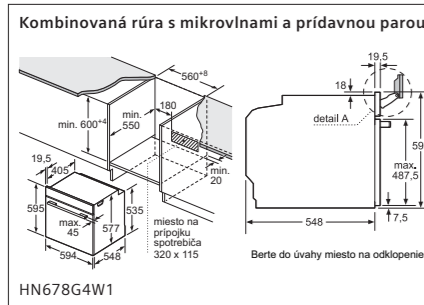 Kombinovaná rúra s mikrovlnami a prídavnou parou
560+8
180
min. 600+4
min.
550
min.
20
19,5
405
595
max.
45
594
577
535
548
miesto na
prípojku
spotrebiča
320 x 115
19,5
18
detail A
max.
487,5
7,5
548
Berte do úvahy miesto na odklopenie
HN678G4W1